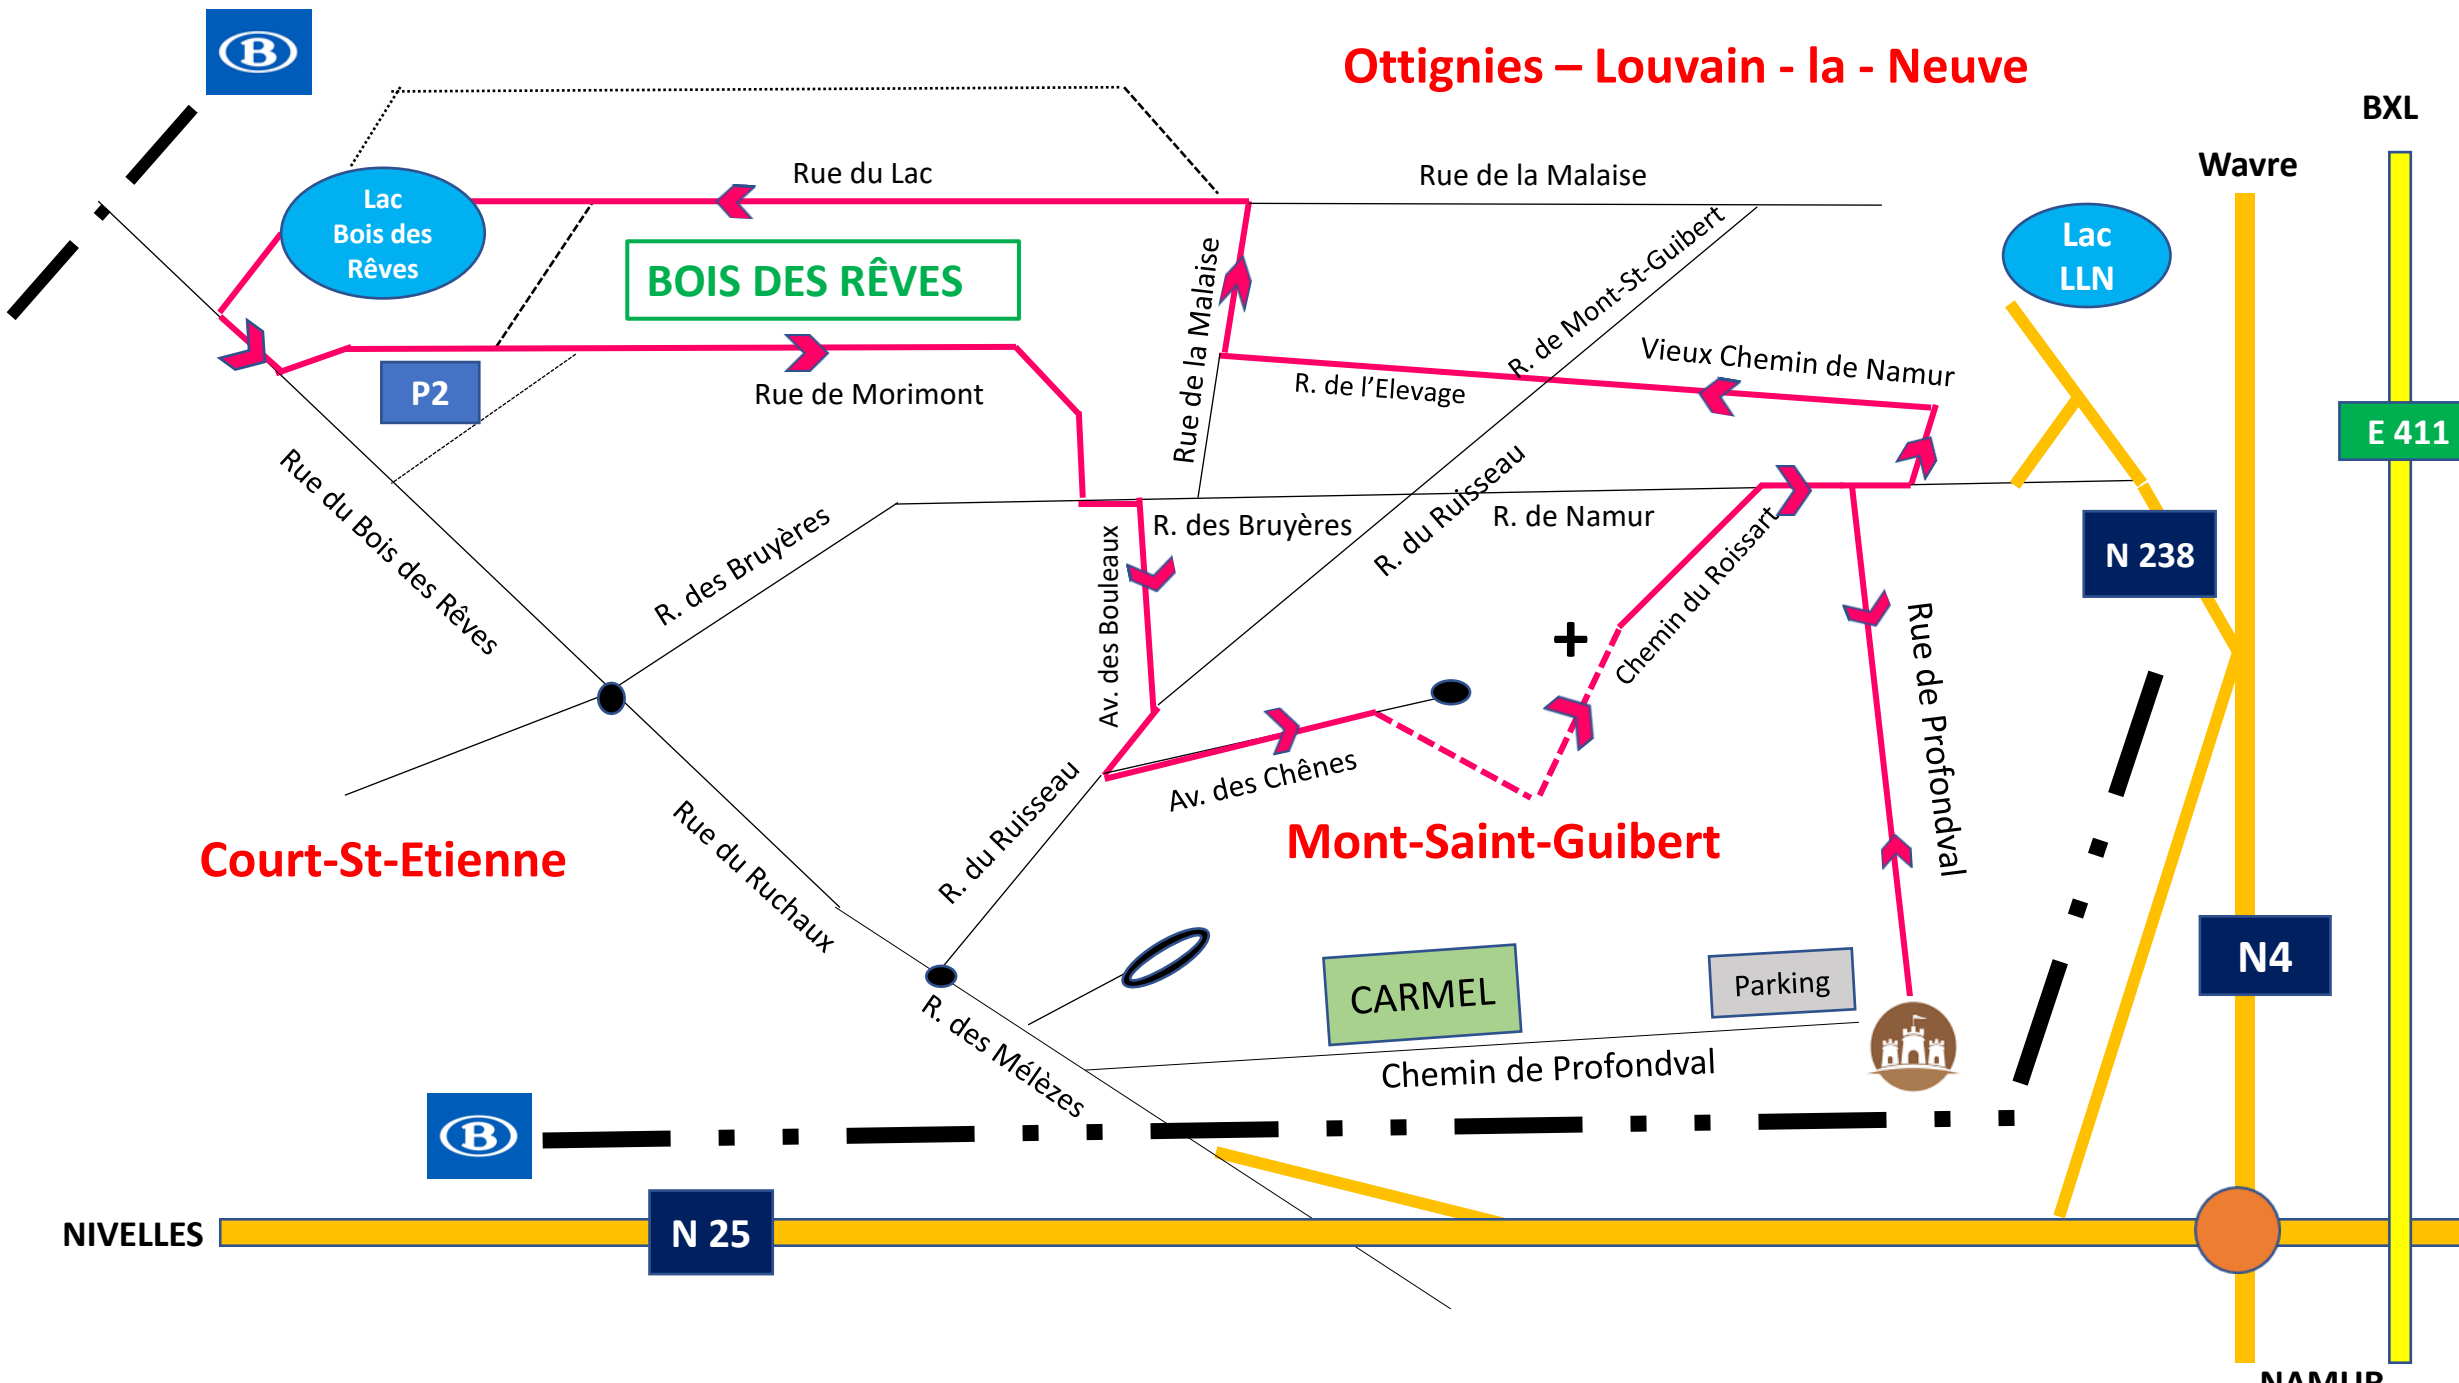 B
Ottignies – Louvain - la - Neuve
BXL
Wavre
Rue du Lac
Rue de la Malaise
Lac
Bois des
Rêves
BOIS DES RÊVES
Rue de la Malaise
R. de Mont-St-Guibert
Lac
LLN
Vieux Chemin de Namur
R. de l'Elevage
P2
Rue de Morimont
E 411
Rue du Bois des Rêves
R. des Bruyères
Av. des Bouleaux
R. des Bruyères
R. du Ruisseau
R. de Namur
Chemin du Roissart
N 238
Rue de Profondval
Av. des Chênes
R. du Ruisseau
Rue du Ruchaux
Court-St-Etienne
Mont-Saint-Guibert
N4
CARMEL
Parking
R. des Mélèzes
Chemin de Profondval
B
NIVELLES
N 25
NAMUR